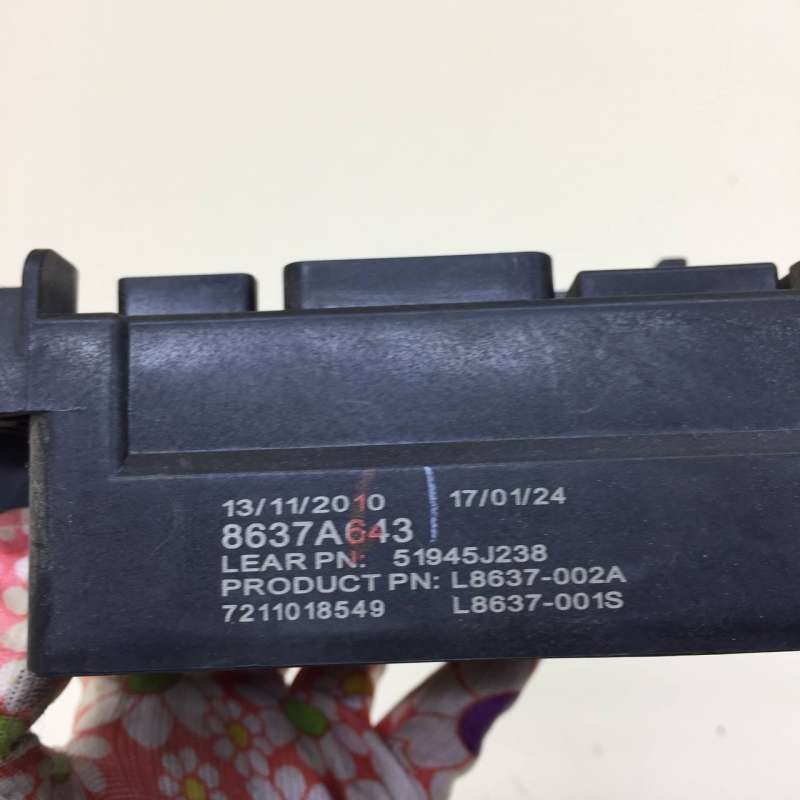 13/11/2010 17/01/24
8637A643
LEAR PN: 51945J238
PRODUCT PN: L8637-002A
7211018549 L8637-001S